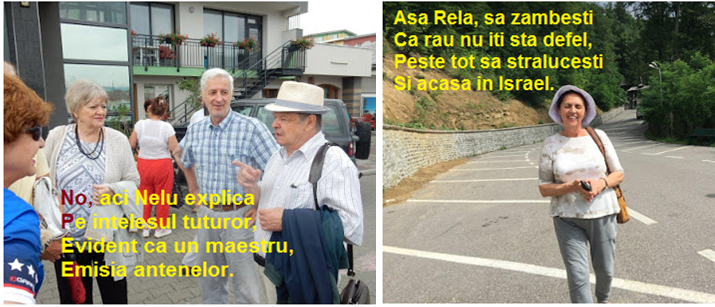 No, aci Nelu explica
Pe intelesul tuturor,
Evident ca un maestru,
Emisia antenelor.
Asa Rela, sa zambesti
Ca rau nu iti sta defel,
Peste tot sa stralucesti
Si acasa in Israel.